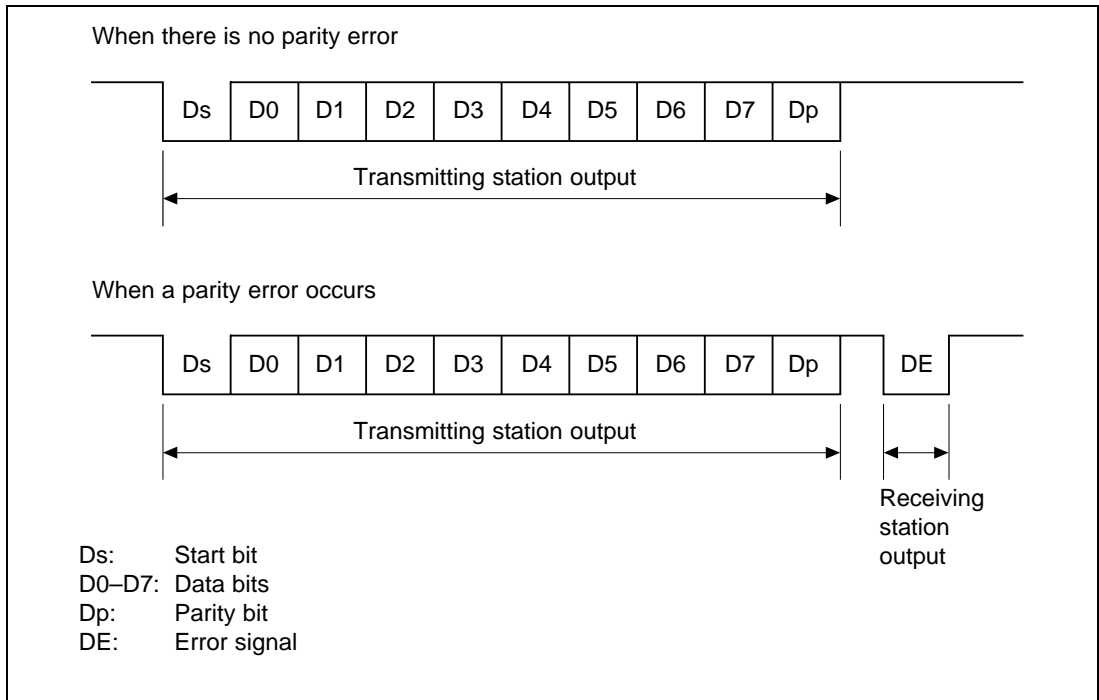 When there is no parity error
Ds D0 D1 D2 D3 D4 D5 D6 D7 Dp
Transmitting station output
When a parity error occurs
Ds D0 D1 D2 D3 D4 D5 D6 D7 Dp DE
Transmitting station output
Receiving
station
output
Ds: Start bit
D0–D7: Data bits
Dp: Parity bit
DE: Error signal